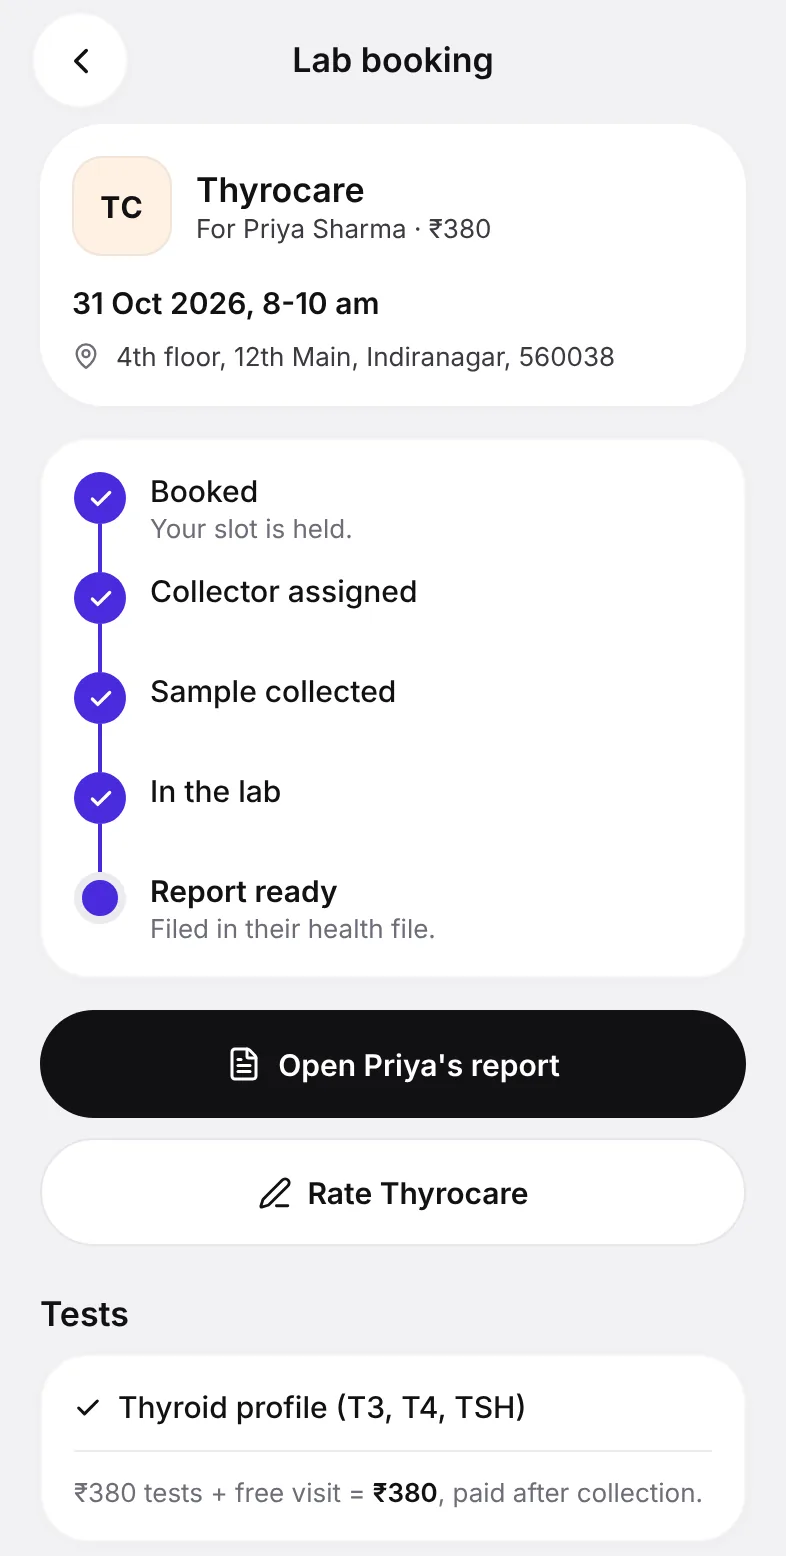 Lab booking
TC
Thyrocare
For Priya Sharma · ₹380
31 Oct 2026, 8-10 am
4th floor, 12th Main, Indiranagar, 560038
Booked
Your slot is held.
Collector assigned
Sample collected
In the lab
Report ready
Filed in their health file.
Open Priya's report
Rate Thyrocare
Tests
Thyroid profile (T3, T4, TSH)
₹380 tests + free visit = ₹380, paid after collection.